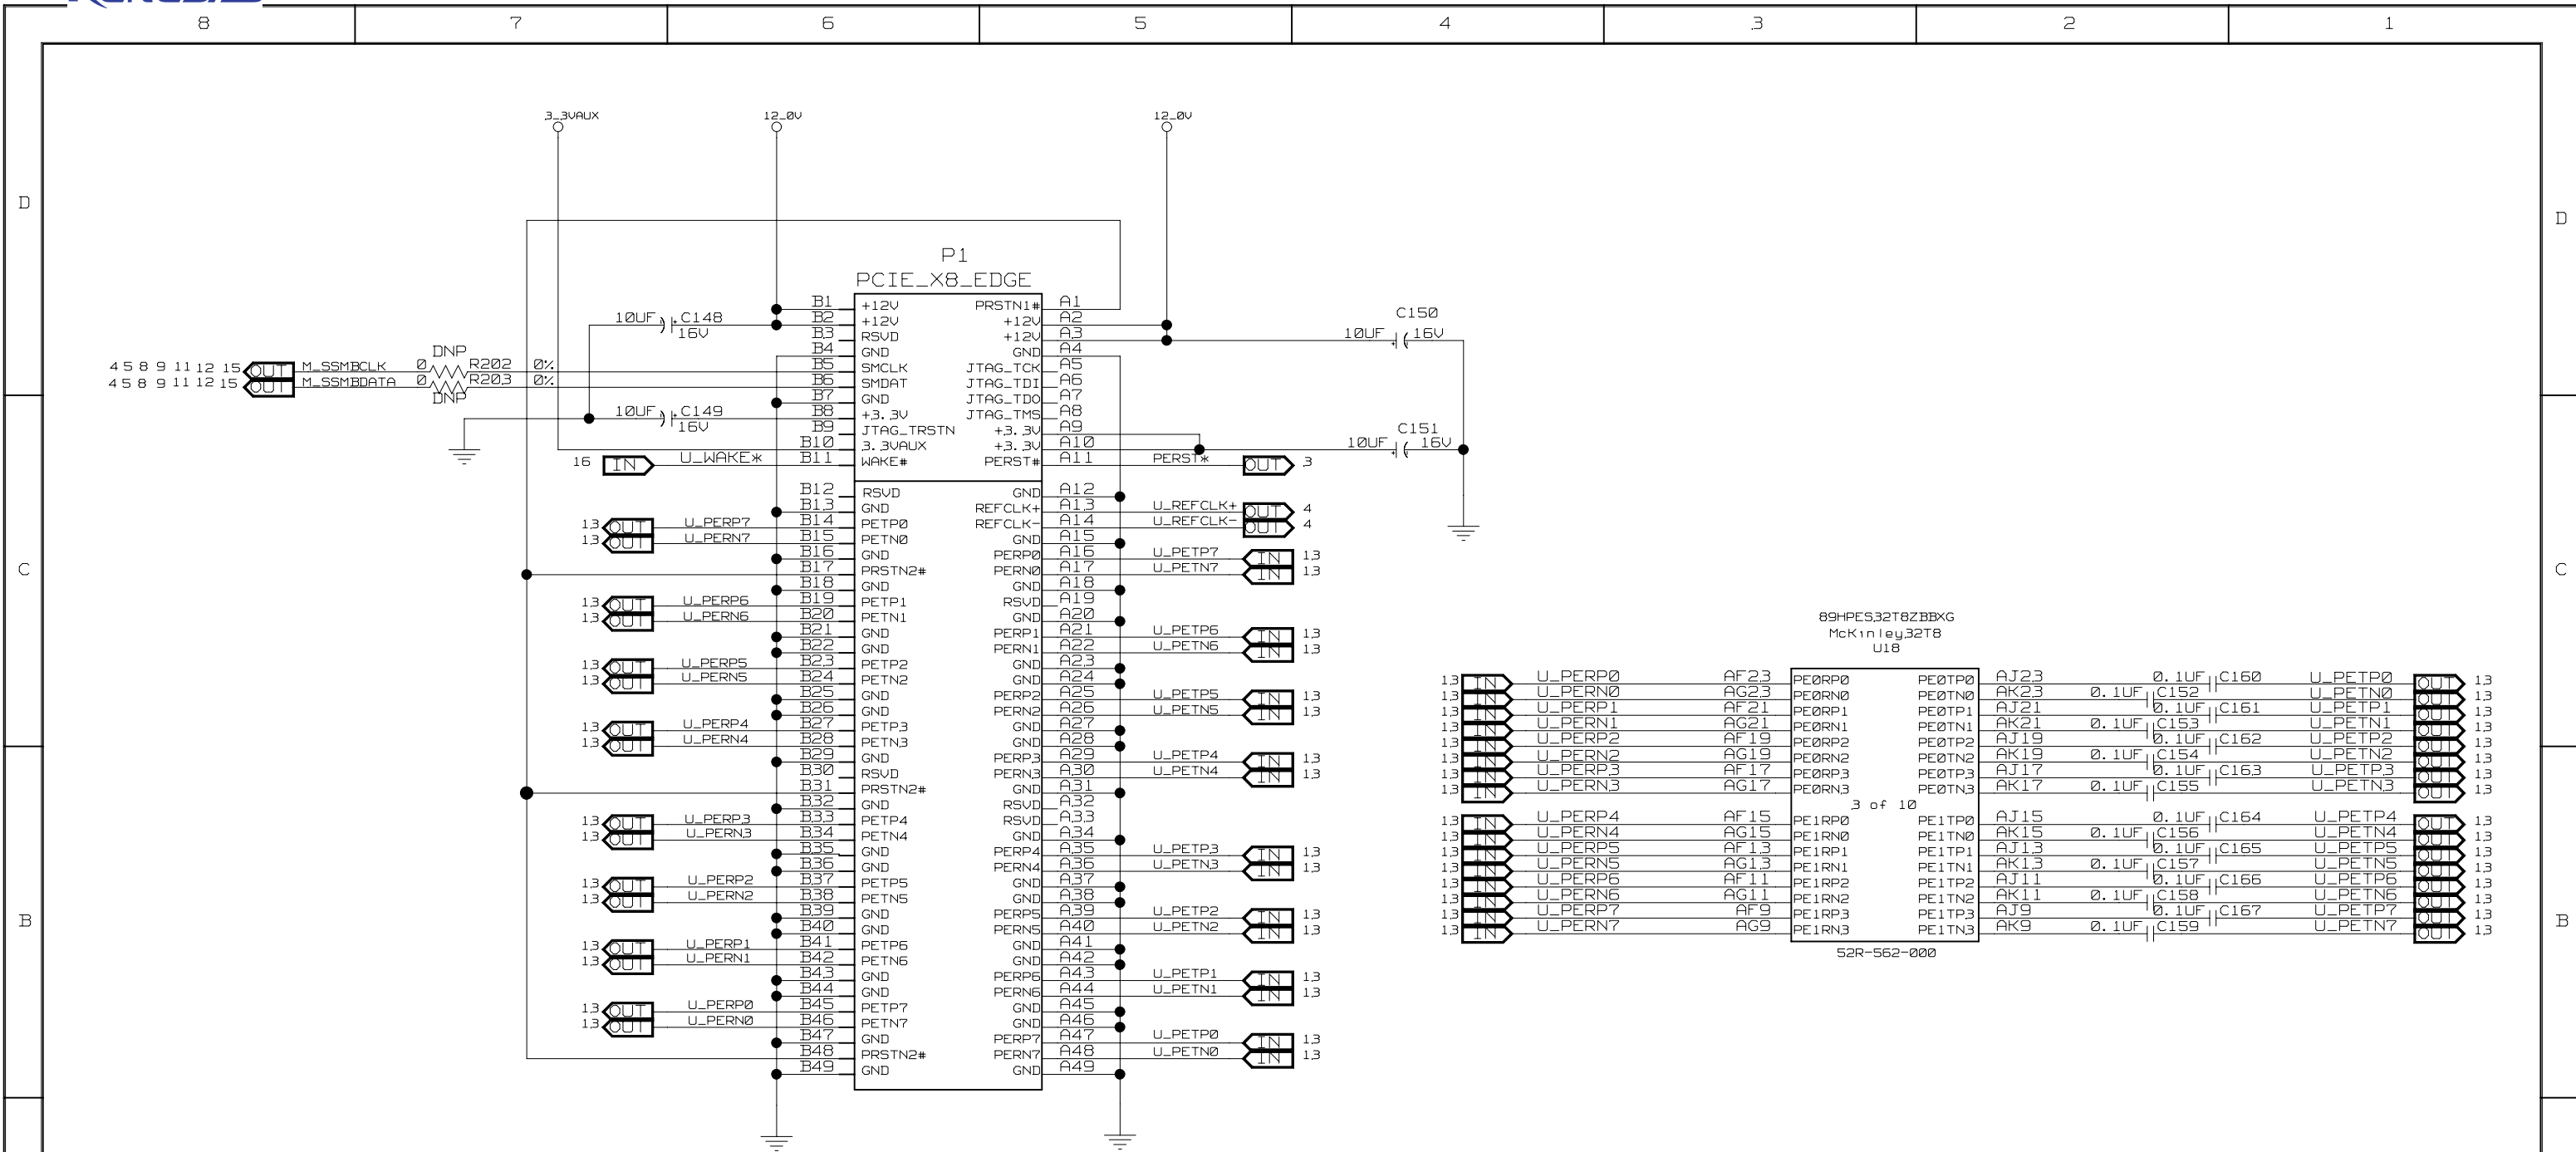 8 7 6 5 4 3 2 1
3_3VAUX 12_0V 12_0V
D D
P1
PCIE_X8_EDGE
B1 +12V PRSTN1# A1
10UF C148 B2 +12V +12V A2
16V B3 RSVD +12V A3
C150
10UF 16V
B4 GND GND A4
DNP
4 5 8 9 11 12 15 OUT M_SSMBCLK 0 R202 0% B5 SMCLK JTAG_TCK A5
4 5 8 9 11 12 15 OUT M_SSMBDATA 0 R203 0% B6 SMDAT JTAG_TDI A6
DNP
B7 GND JTAG_TDO A7
10UF C149 B8 +3.3V JTAG_TMS A8
16V B9 JTAG_TRSTN +3.3V A9
C151
B10 3.3VAUX +3.3V A10 10UF 16V
16 IN U_WAKE* B11 WAKE# PERST# A11 PERST* OUT 3
B12 RSVD GND A12
B13 GND REFCLK+ A13 U_REFCLK+ OUT 4
13 OUT U_PERP7 B14 PETP0 REFCLK- A14 U_REFCLK- OUT 4
13 OUT U_PERN7 B15 PETN0 GND A15
B16 GND PERP0 A16 U_PETP7 IN 13
C C
B17 PRSTN2# PERN0 A17 U_PETN7 IN 13
B18 GND GND A18
13 OUT U_PERP6 B19 PETP1 RSVD A19
13 OUT U_PERN6 B20 PETN1 GND A20
B21 GND PERP1 A21 U_PETP6 IN 13
B22 GND PERN1 A22 U_PETN6 IN 13
13 OUT U_PERP5 B23 PETP2 GND A23
13 OUT U_PERN5 B24 PETN2 GND A24
B25 GND PERP2 A25 U_PETP5 IN 13
B26 GND PERN2 A26 U_PETN5 IN 13
13 OUT U_PERP4 B27 PETP3 GND A27
13 OUT U_PERN4 B28 PETN3 GND A28
B29 GND PERP3 A29 U_PETP4 IN 13
B30 RSVD PERN3 A30 U_PETN4 IN 13
B31 PRSTN2# GND A31
B32 GND RSVD A32
13 OUT U_PERP3 B33 PETP4 RSVD A33
13 OUT U_PERN3 B34 PETN4 GND A34
B35 GND PERP4 A35 U_PETP3 IN 13
B36 GND PERN4 A36 U_PETN3 IN 13
13 OUT U_PERP2 B37 PETP5 GND A37
13 OUT U_PERN2 B38 PETN5 GND A38
B39 GND PERP5 A39 U_PETP2 IN 13
B B
B40 GND PERN5 A40 U_PETN2 IN 13
13 OUT U_PERP1 B41 PETP6 GND A41
13 OUT U_PERN1 B42 PETN6 GND A42
B43 GND PERP6 A43 U_PETP1 IN 13
B44 GND PERN6 A44 U_PETN1 IN 13
13 OUT U_PERP0 B45 PETP7 GND A45
13 OUT U_PERN0 B46 PETN7 GND A46
B47 GND PERP7 A47 U_PETP0 IN 13
B48 PRSTN2# PERN7 A48 U_PETN0 IN 13
B49 GND GND A49
89HPES32T8ZBBXG
McKinley32T8
U18
13 IN U_PERP0 AF23 PE0RP0 PE0TP0 AJ23 0.1UF C160 U_PETP0 OUT 13
13 IN U_PERN0 AG23 PE0RN0 PE0TN0 AK23 0.1UF C152 U_PETN0 OUT 13
13 IN U_PERP1 AF21 PE0RP1 PE0TP1 AJ21 0.1UF C161 U_PETP1 OUT 13
13 IN U_PERN1 AG21 PE0RN1 PE0TN1 AK21 0.1UF C153 U_PETN1 OUT 13
13 IN U_PERP2 AF19 PE0RP2 PE0TP2 AJ19 0.1UF C162 U_PETP2 OUT 13
13 IN U_PERN2 AG19 PE0RN2 PE0TN2 AK19 0.1UF C154 U_PETN2 OUT 13
13 IN U_PERP3 AF17 PE0RP3 PE0TP3 AJ17 0.1UF C163 U_PETP3 OUT 13
13 IN U_PERN3 AG17 PE0RN3 PE0TN3 AK17 0.1UF C155 U_PETN3 OUT 13
3 of 10
13 IN U_PERP4 AF15 PE1RP0 PE1TP0 AJ15 0.1UF C164 U_PETP4 OUT 13
13 IN U_PERN4 AG15 PE1RN0 PE1TN0 AK15 0.1UF C156 U_PETN4 OUT 13
13 IN U_PERP5 AF13 PE1RP1 PE1TP1 AJ13 0.1UF C165 U_PETP5 OUT 13
13 IN U_PERN5 AG13 PE1RN1 PE1TN1 AK13 0.1UF C157 U_PETN5 OUT 13
13 IN U_PERP6 AF11 PE1RP2 PE1TP2 AJ11 0.1UF C166 U_PETP6 OUT 13
13 IN U_PERN6 AG11 PE1RN2 PE1TN2 AK11 0.1UF C158 U_PETN6 OUT 13
13 IN U_PERP7 AF9 PE1RP3 PE1TP3 AJ9 0.1UF C167 U_PETP7 OUT 13
13 IN U_PERN7 AG9 PE1RN3 PE1TN3 AK9 0.1UF C159 U_PETN7 OUT 13
52R-562-000